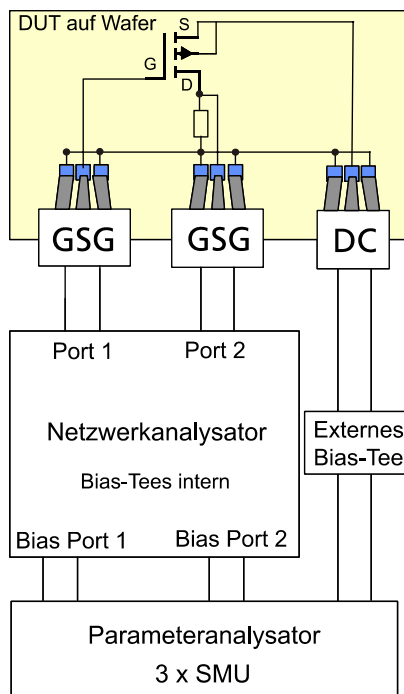 DUT auf Wafer
S
G
D
GSG
GSG
DC
Port 1
Port 2
Netzwerkanalysator
Bias-Tees intern
Externes
Bias-Tee
Bias Port 1
Bias Port 2
Parameteranalysator
3 x SMU